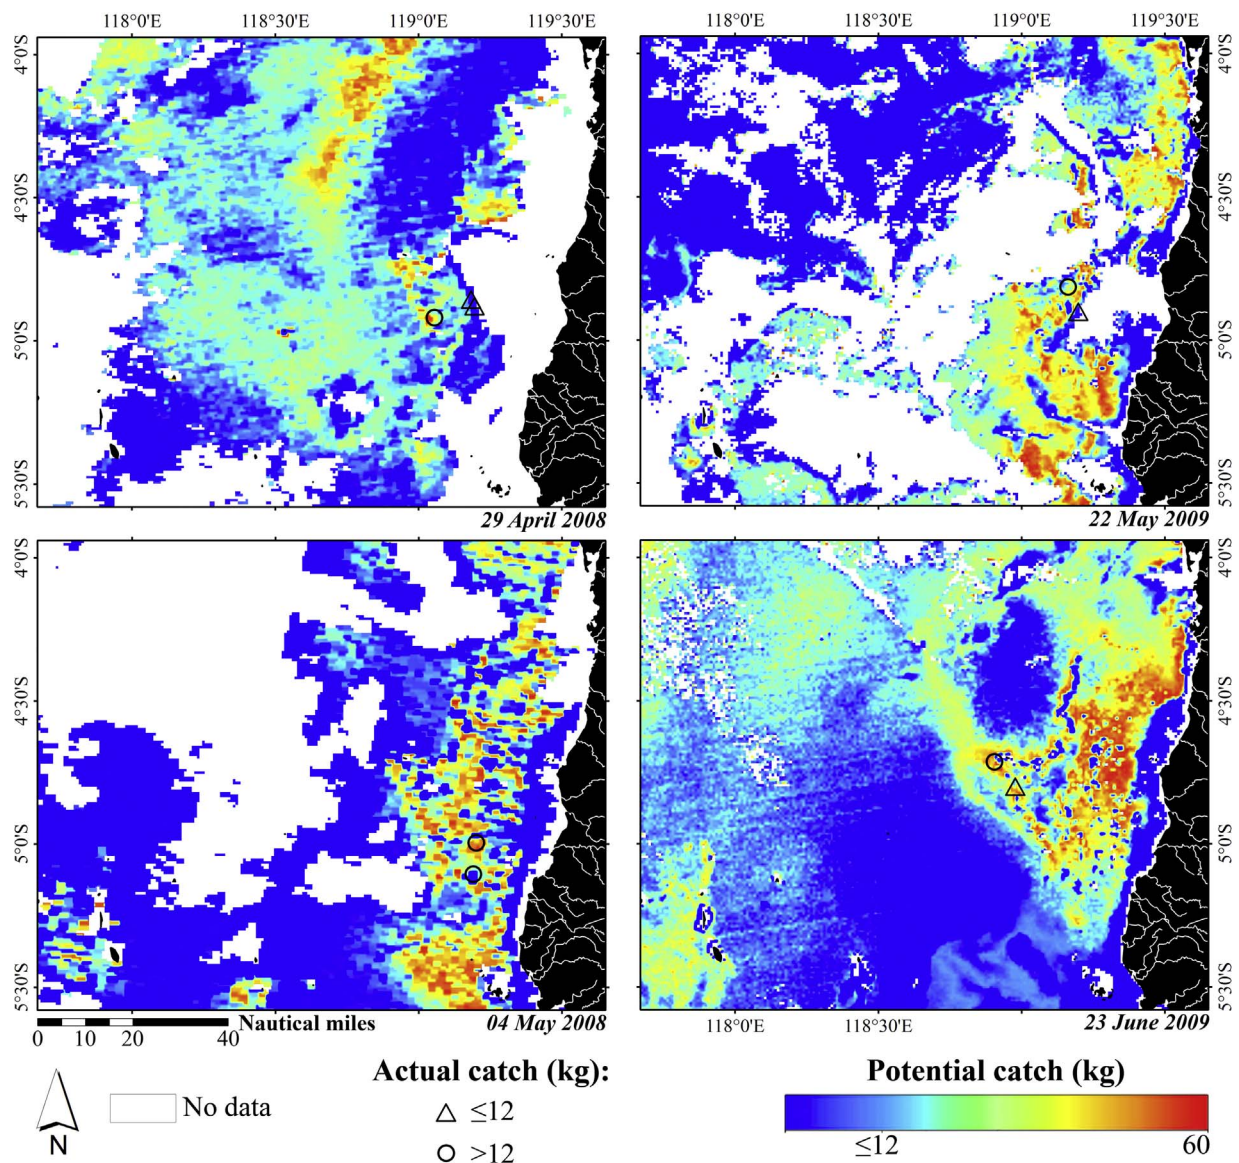 118°0'E 118°30'E 119°0'E 119°30'E 118°0'E 118°30'E 119°0'E 119°30'E
4°0'S
4°30'S
5°0'S
5°30'S
4°0'S
4°30'S
5°0'S
5°30'S
29 April 2008
22 May 2009
4°0'S
4°30'S
5°0'S
5°30'S
4°0'S
4°30'S
5°0'S
5°30'S
04 May 2008
23 June 2009
118°0'E 118°30'E
Nautical miles
0 10 20 40
Actual catch (kg):
Potential catch (kg)
N
No data
≤12
>12
≤12 60